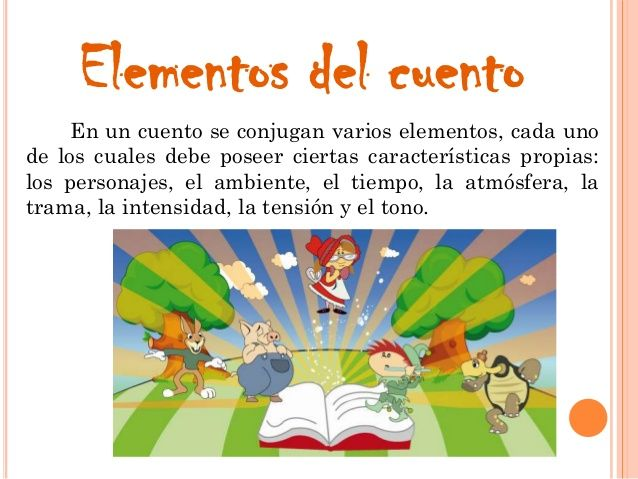 Elementos del cuento
En un cuento se conjugan varios elementos, cada uno
de los cuales debe poseer ciertas características propias:
los personajes, el ambiente, el tiempo, la atmósfera, la
trama, la intensidad, la tensión y el tono.